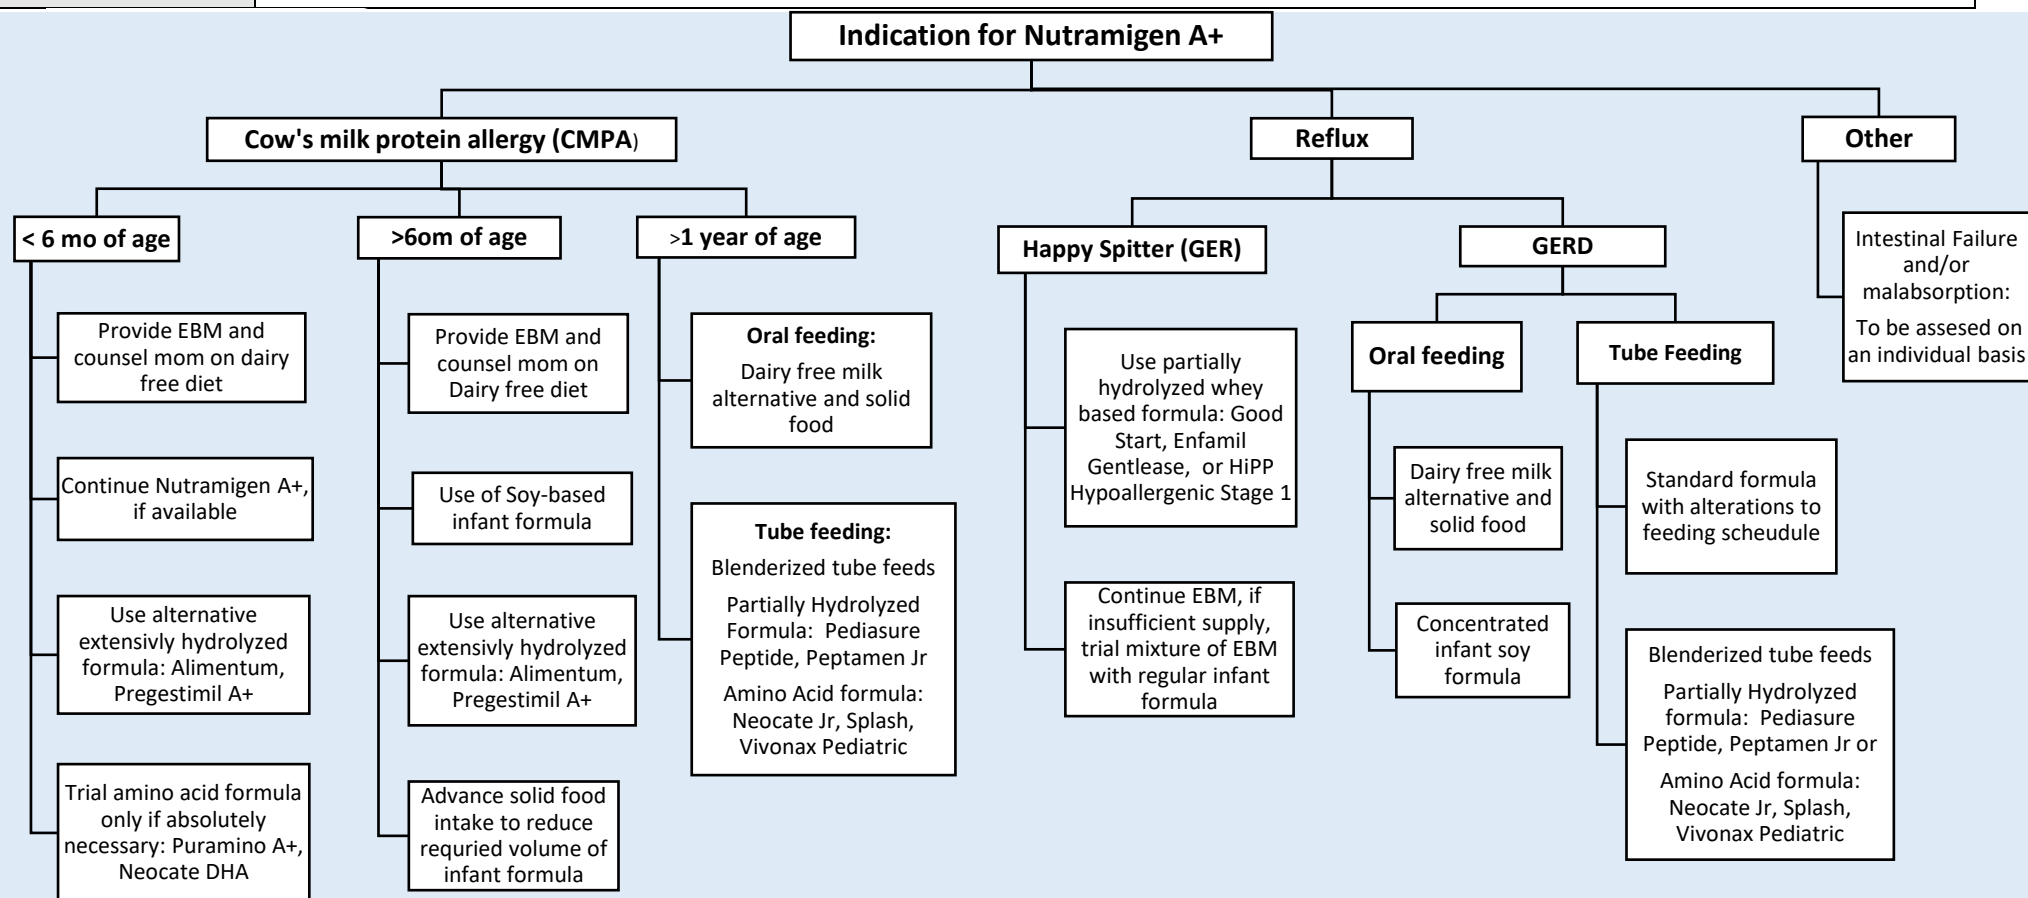 Indication for Nutramigen A+
Cow's milk protein allergy (CMPA)
Reflux
Other
< 6 mo of age
>6om of age
>1 year of age
Happy Spitter (GER)
GERD
Provide EBM and
counsel mom on dairy
free diet
Continue Nutramigen A+,
if available
Use alternative
extensivly hydrolyzed
formula: Alimentum,
Pregestimil A+
Trial amino acid formula
only if absolutely
necessary: Puramino A+,
Neocate DHA
Provide EBM and
counsel mom on
Dairy free diet
Use of Soy-based
infant formula
Use alternative
extensivly hydrolyzed
formula: Alimentum,
Pregestimil A+
Advance solid food
intake to reduce
requried volume of
infant formula
Oral feeding:
Dairy free milk
alternative and solid
food
Tube feeding:
Blenderized tube feeds
Partially Hydrolyzed
Formula: Pediasure
Peptide, Peptamen Jr
Amino Acid formula:
Neocate Jr, Splash,
Vivonax Pediatric
Use partially
hydrolyzed whey
based formula: Good
Start, Enfamil
Gentlease, or HiPP
Hypoallergenic Stage 1
Continue EBM, if
insufficient supply,
trial mixture of EBM
with regular infant
formula
Oral feeding
Dairy free milk
alternative and
solid food
Concentrated
infant soy
formula
Tube Feeding
Standard formula
with alterations to
feeding scheudule
Blenderized tube feeds
Partially Hydrolyzed
formula: Pediasure
Peptide, Peptamen Jr or
Amino Acid formula:
Neocate Jr, Splash,
Vivonax Pediatric
Intestinal Failure
and/or
malabsorption:
To be assesed on
an individual basis